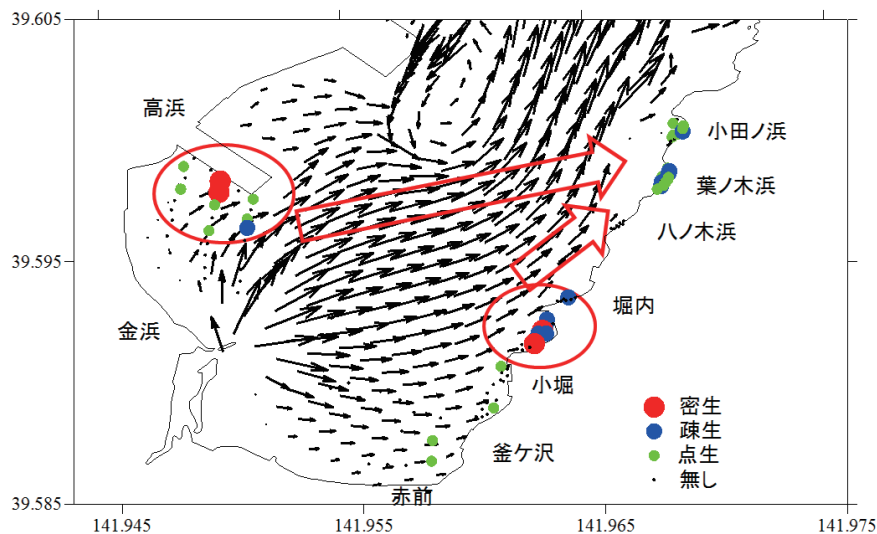 39.605
高浜
小田ノ浜
葉ノ木浜
八ノ木浜
39.595
堀内
金浜
小堀
密生
疎生
釜ケ沢
点生
無し
39.585
赤前
141.945
141.955
141.965
141.975